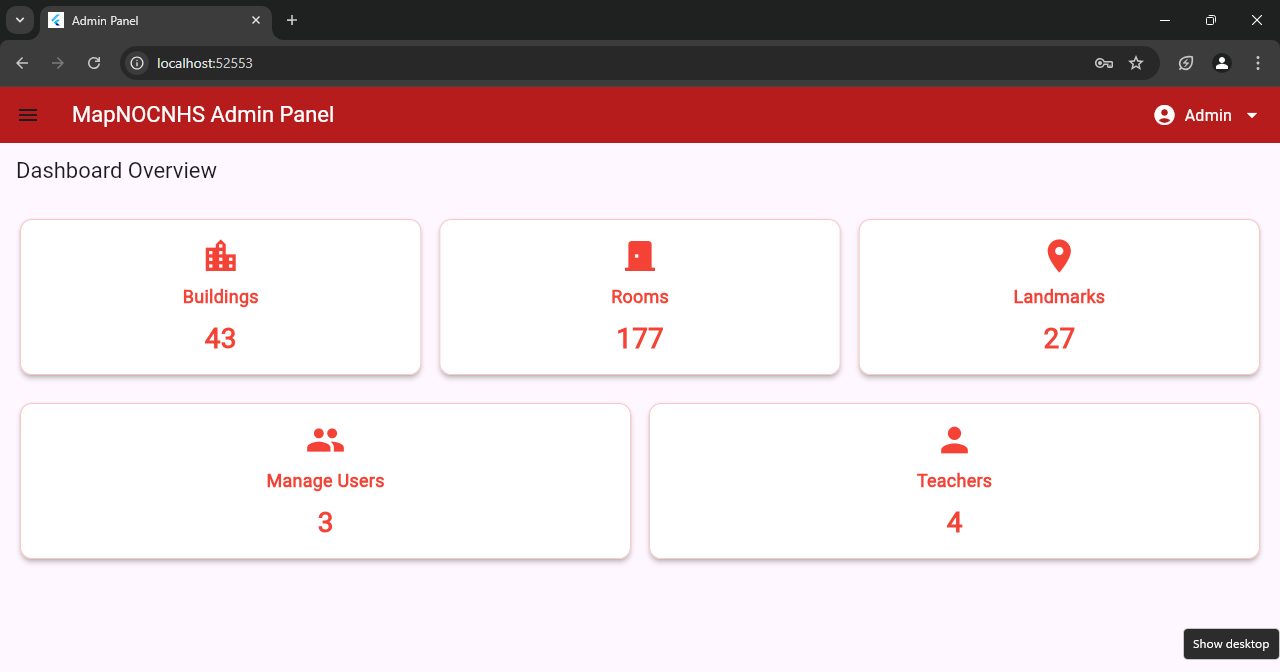 Admin Panel
localhost:52553
MapNOCNHS Admin Panel
Admin
Dashboard Overview
Buildings
43
Rooms
177
Landmarks
27
Manage Users
3
Teachers
4
Show desktop